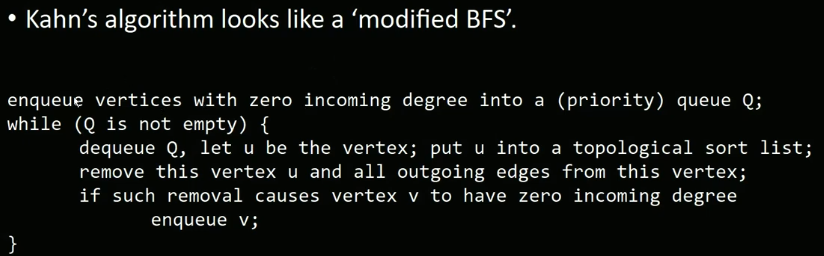 • Kahn's algorithm looks like a 'modified BFS'.
enqueue vertices with zero incoming degree into a (priority) queue Q;
while (Q is not empty) {
dequeue Q, let u be the vertex; put u into a topological sort list;
remove this vertex u and all outgoing edges from this vertex;
if such removal causes vertex v to have zero incoming degree
enqueue v;
}